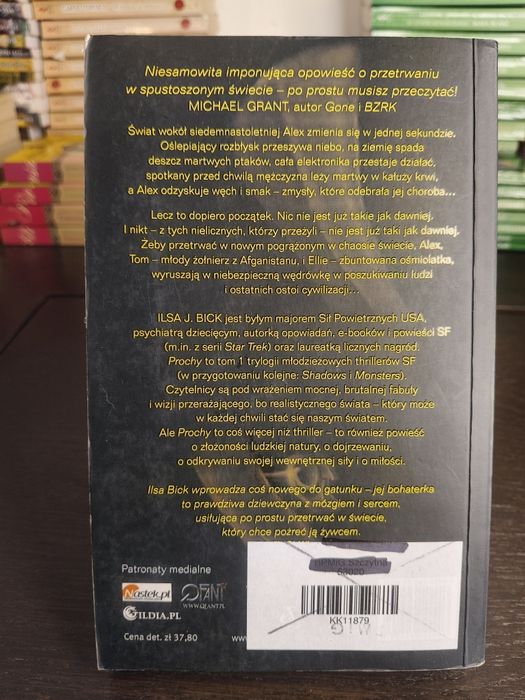 Niesamowita imponująca opowieść o przetrwaniu
w spustoszonym świecie – po prostu musisz przeczytać!
MICHAEL GRANT, autor Gone i BZRK
Świat wokół siedemnastoletniej Alex zmienia się w jednej sekundzie.
Oślepiający rozbłysk przeszywa niebo, na ziemię spada
deszcz martwych ptaków, cała elektronika przestaje działać,
spotkany przed chwilą mężczyzna leży martwy w kałuży krwi,
a Alex odzyskuje węch i smak – zmysły, które odebrała jej choroba...
Lecz to dopiero początek. Nic nie jest już takie jak dawniej.
I nikt – z tych nielicznych, którzy przeżyli – nie jest już taki jak dawniej.
Żeby przetrwać w nowym pogrążonym w chaosie świecie, Alex,
Tom – młody żołnierz z Afganistanu, i Ellie – zbuntowana ośmiolatka,
wyruszają w niebezpieczną wędrówkę w poszukiwaniu ludzi
i ostatnich ostoi cywilizacji...
ILSA J. BICK jest byłym majorem Sił Powietrznych USA,
psychiatrą dziecięcym, autorką opowiadań, e-booków i powieści SF
(m.in. z serii Star Trek) oraz laureatką licznych nagród.
Prochy to tom 1 trylogii młodzieżowych thrillerów SF
(w przygotowaniu kolejne: Shadows i Monsters).
Czytelnicy są pod wrażeniem mocnej, brutalnej fabuły
i wizji przerażającego, bo realistycznego świata – który może
w każdej chwili stać się naszym światem.
Ale Prochy to coś więcej niż thriller – to również powieść
o złożoności ludzkiej natury, o dojrzewaniu,
o odkrywaniu swojej wewnętrznej siły i o miłości.
Ilsa Bick wprowadza coś nowego do gatunku – jej bohaterka
to prawdziwa dziewczyna z mózgiem i sercem,
usiłująca po prostu przetrwać w świecie,
który chce pożreć ją żywcem.
Patronaty medialne
Nastek.pl
QFANT
WWW.QFANT.PL
GILDIA.PL
Cena det. zł 37,80
www.
BPMiG Szczytna
53020
KK11879